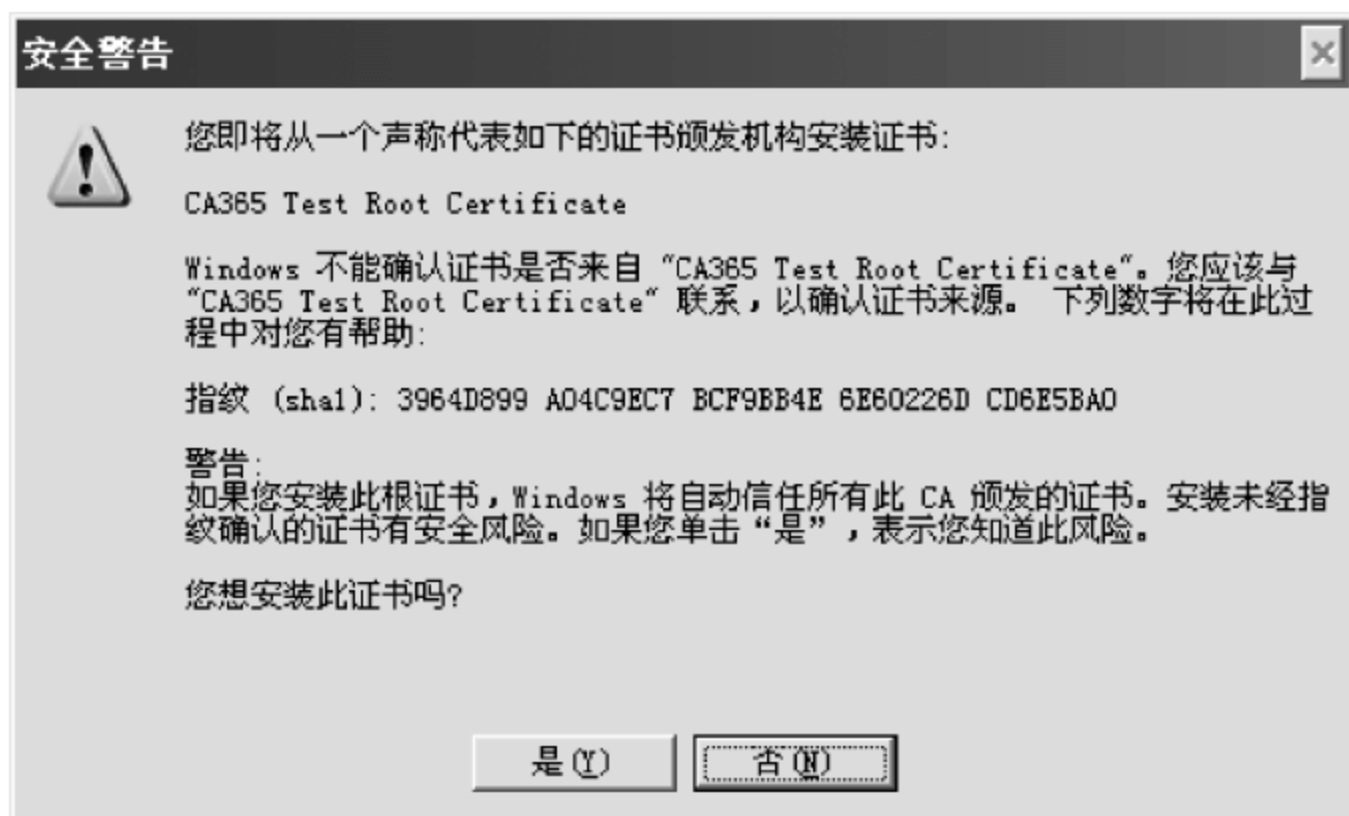 安全警告
您即将从一个声称代表如下的证书颁发机构安装证书:
CA365 Test Root Certificate
Windows 不能确认证书是否来自 “CA365 Test Root Certificate”。您应该与
“CA365 Test Root Certificate” 联系，以确认证书来源。 下列数字将在此过
程中对您有帮助:
指纹 (sha1): 3964D899 A04C9EC7 BCF9BB4E 6E60226D CD6E5BA0
警告:
如果您安装此根证书，Windows 将自动信任所有此 CA 颁发的证书。安装未经指
纹确认的证书有安全风险。如果您单击“是”，表示您知道此风险。
您想安装此证书吗?
是(Y) 否(N)